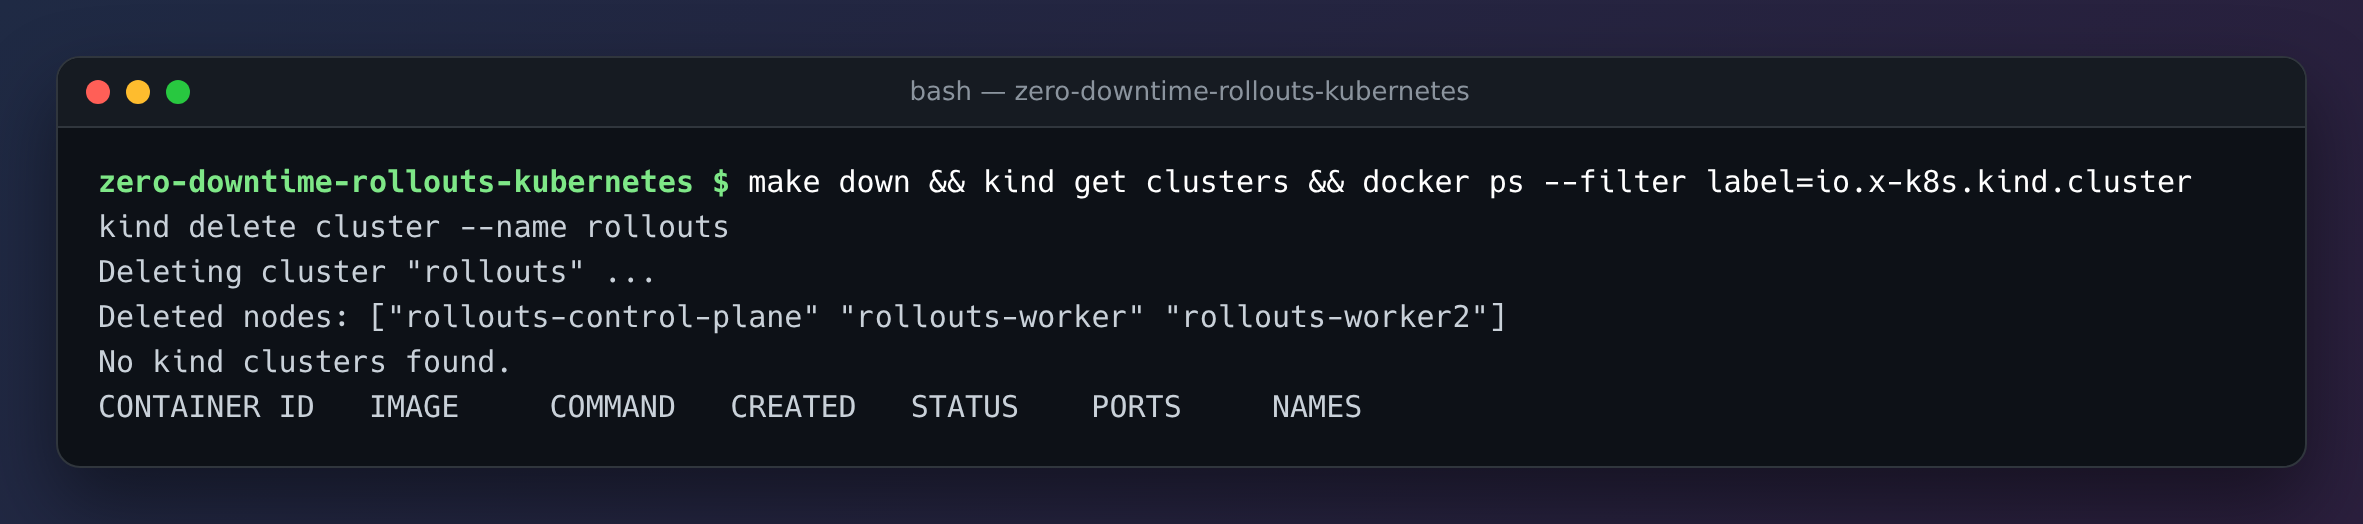 bash — zero-downtime-rollouts-kubernetes
zero-downtime-rollouts-kubernetes $ make down && kind get clusters && docker ps --filter label=io.x-k8s.kind.cluster
kind delete cluster --name rollouts
Deleting cluster "rollouts" ...
Deleted nodes: ["rollouts-control-plane" "rollouts-worker" "rollouts-worker2"]
No kind clusters found.
CONTAINER ID   IMAGE     COMMAND   CREATED   STATUS    PORTS     NAMES